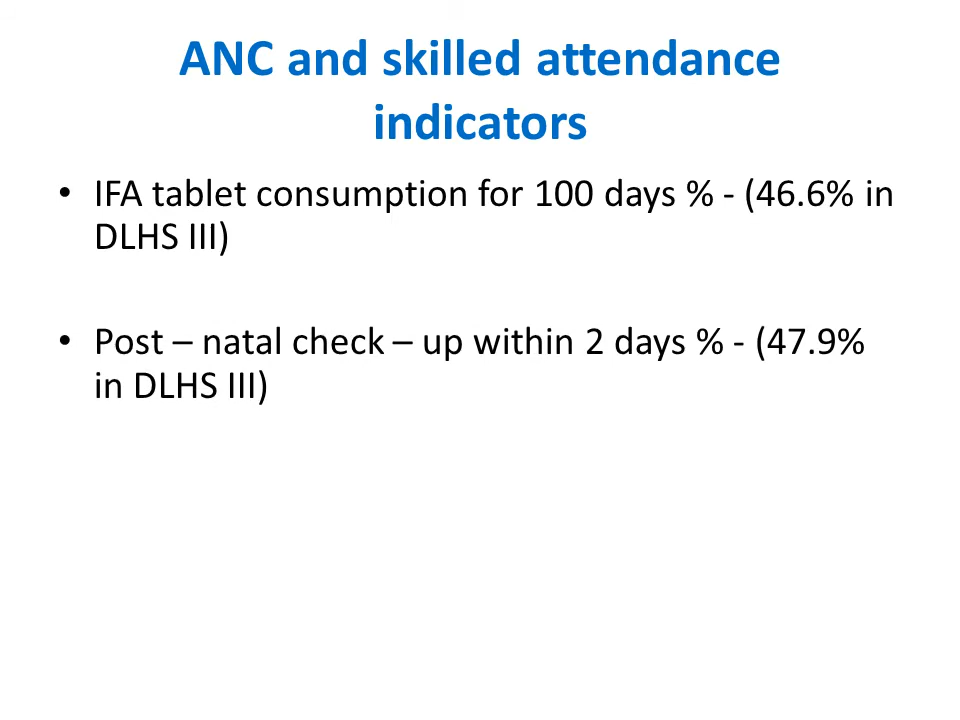 ANC and skilled attendance
indicators
• IFA tablet consumption for 100 days % - (46.6% in
DLHS III)
• Post – natal check – up within 2 days % - (47.9%
in DLHS III)